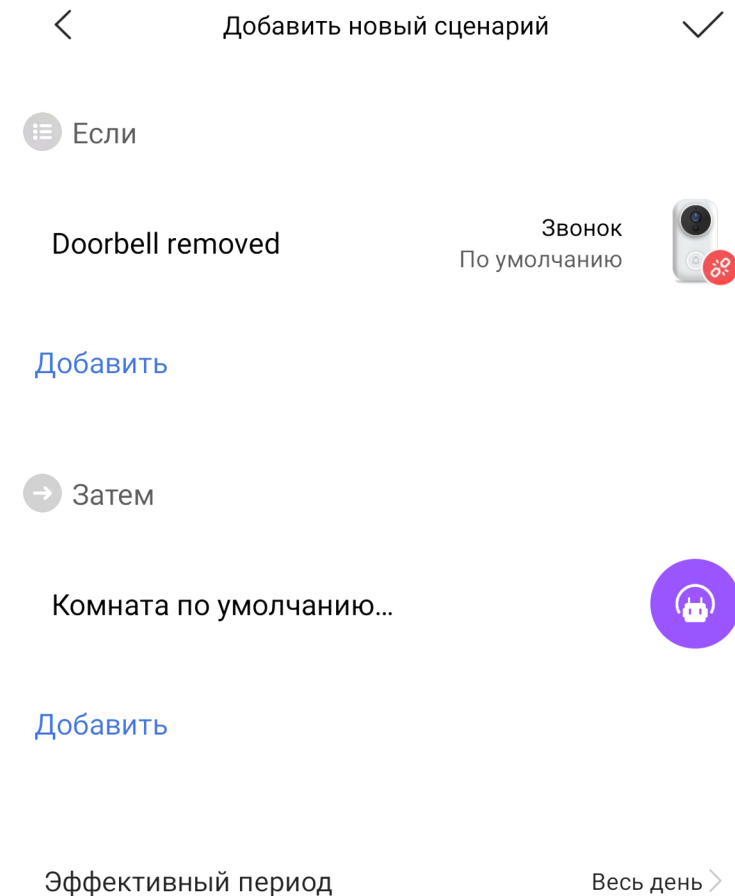 Добавить новый сценарий
Если
Doorbell removed
Звонок
По умолчанию
Добавить
Затем
Комната по умолчанию...
Добавить
Эффективный период
Весь день